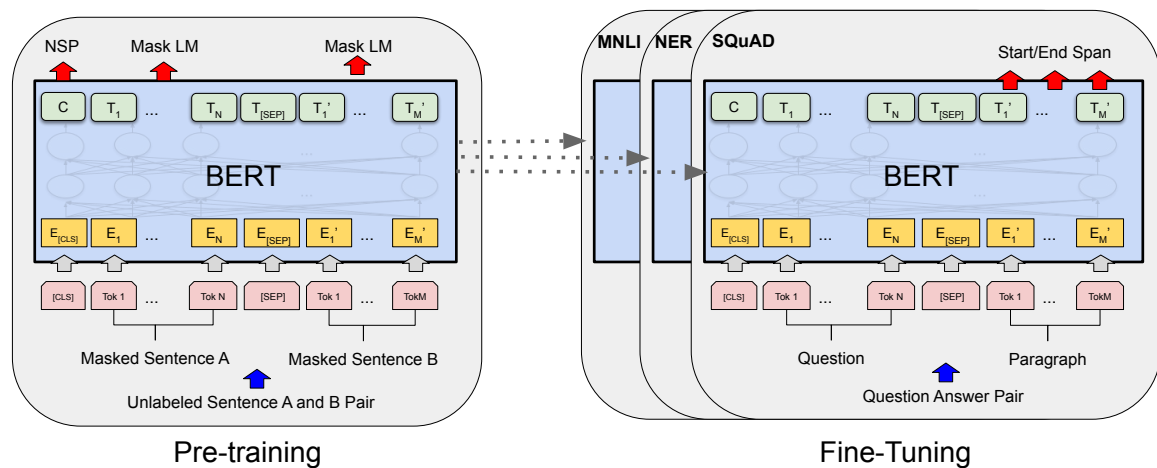 NSP Mask LM Mask LM
C T1 ... TN T[SEP] T1' ... TM'
...
BERT
...
E[CLS] E1 ... EN E[SEP] E1' ... EM'
[CLS] Tok 1 ... Tok N [SEP] Tok 1 ... TokM
Masked Sentence A Masked Sentence B
Unlabeled Sentence A and B Pair
Pre-training
MNLI NER SQuAD
Start/End Span
C T1 ... TN T[SEP] T1' ... TM'
...
BERT
...
E[CLS] E1 ... EN E[SEP] E1' ... EM'
[CLS] Tok 1 ... Tok N [SEP] Tok 1 ... TokM
Question Paragraph
Question Answer Pair
Fine-Tuning